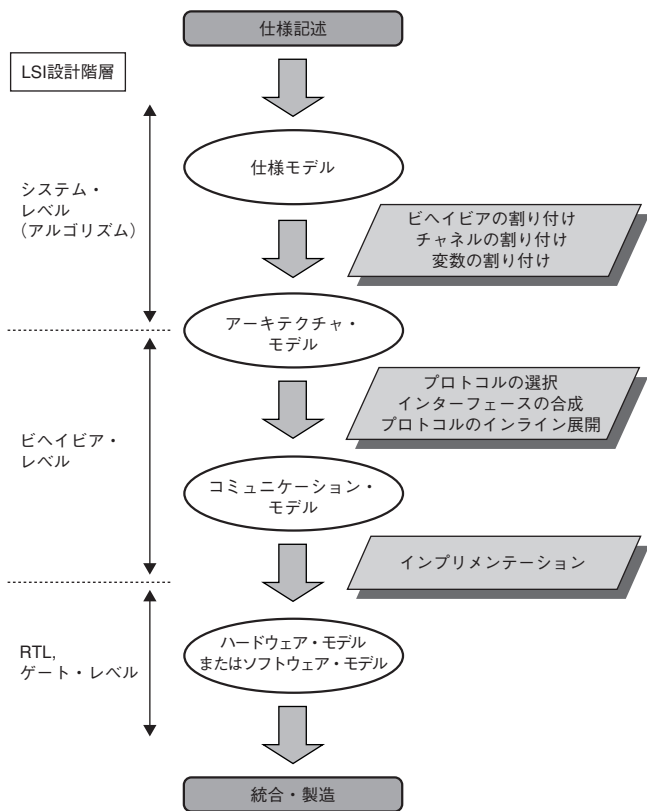 仕様記述
LSI設計階層
仕様モデル
システム・
レベル
（アルゴリズム）
ビヘイビアの割り付け
チャネルの割り付け
変数の割り付け
アーキテクチャ・
モデル
プロトコルの選択
インターフェースの合成
プロトコルのインライン展開
ビヘイビア・
レベル
コミュニケーション・
モデル
インプリメンテーション
RTL,
ゲート・レベル
ハードウェア・モデル
またはソフトウェア・モデル
統合・製造